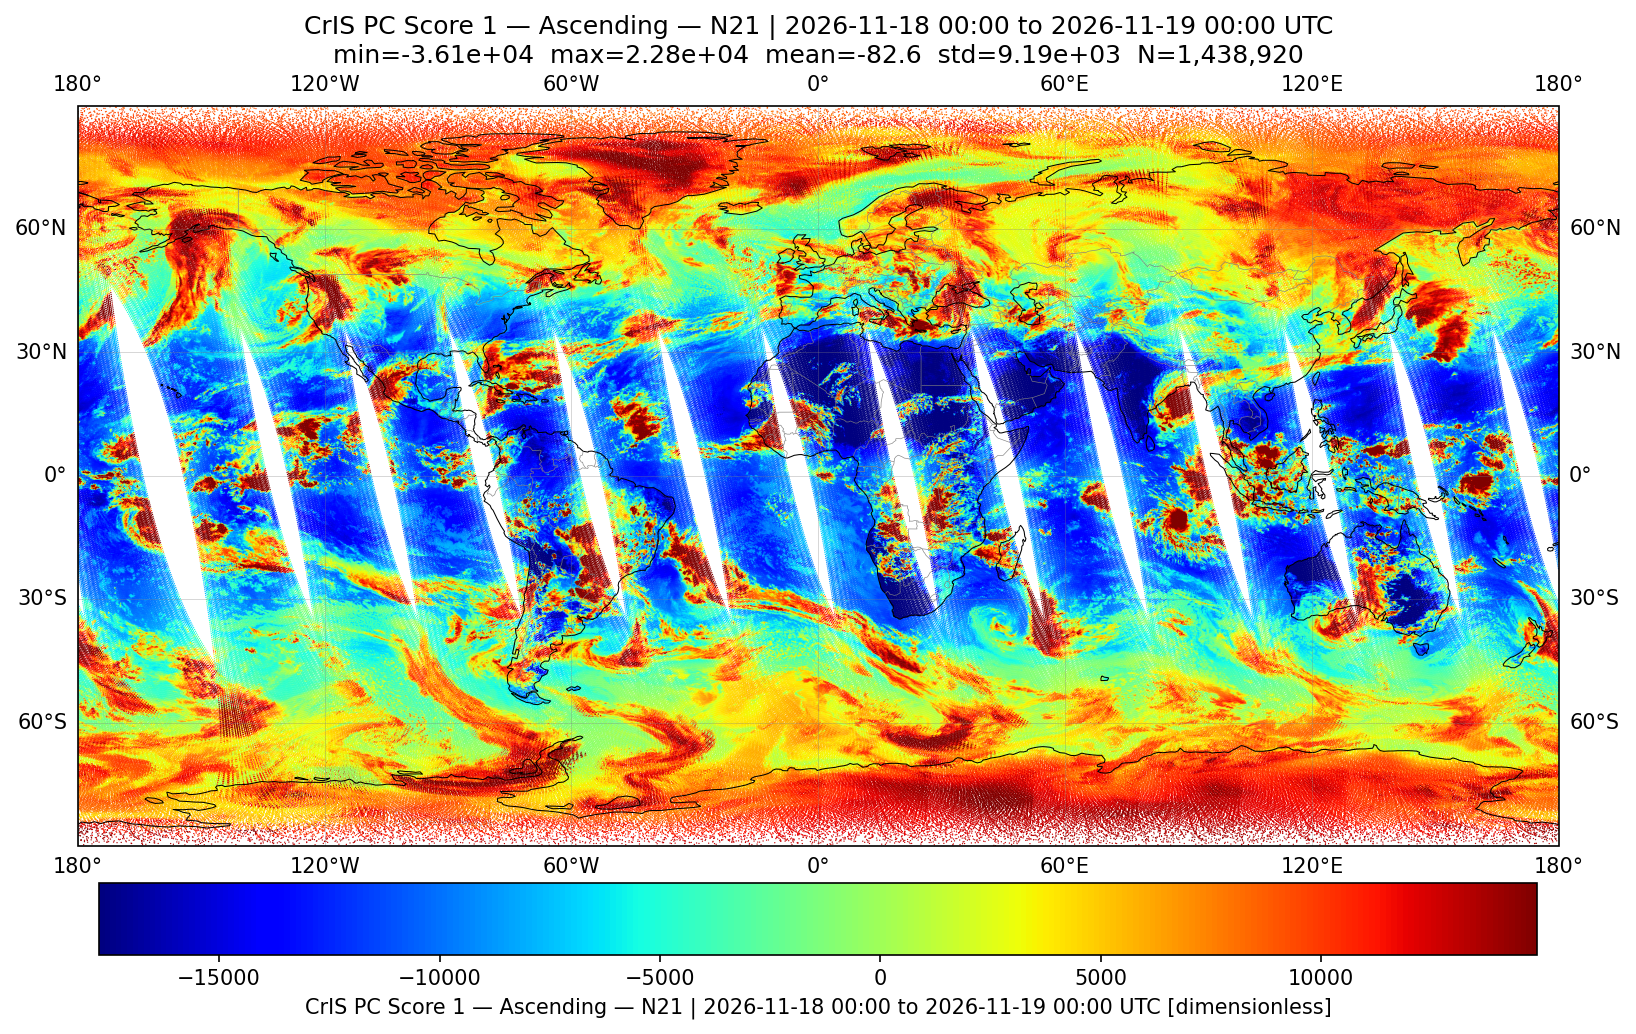 CrIS PC Score 1 — Ascending — N21 | 2026-11-18 00:00 to 2026-11-19 00:00 UTC
min=-3.61e+04 max=2.28e+04 mean=-82.6 std=9.19e+03 N=1,438,920
180° 120°W 60°W 0° 60°E 120°E 180°
60°N 60°N
30°N 30°N
0° 0°
30°S 30°S
60°S 60°S
180° 120°W 60°W 0° 60°E 120°E 180°
−15000 −10000 −5000 0 5000 10000
CrIS PC Score 1 — Ascending — N21 | 2026-11-18 00:00 to 2026-11-19 00:00 UTC [dimensionless]